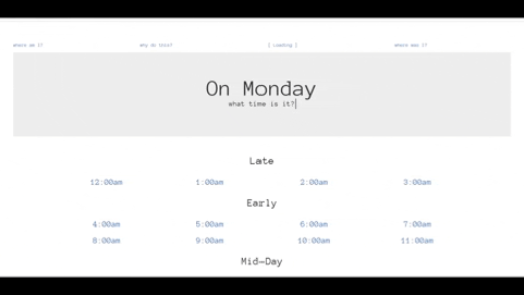 where am i?
why do this?
[ Loading ]
where was i?
On Monday
what time is it?
Late
12:00am 1:00am 2:00am 3:00am
Early
4:00am 5:00am 6:00am 7:00am
8:00am 9:00am 10:00am 11:00am
Mid-Day